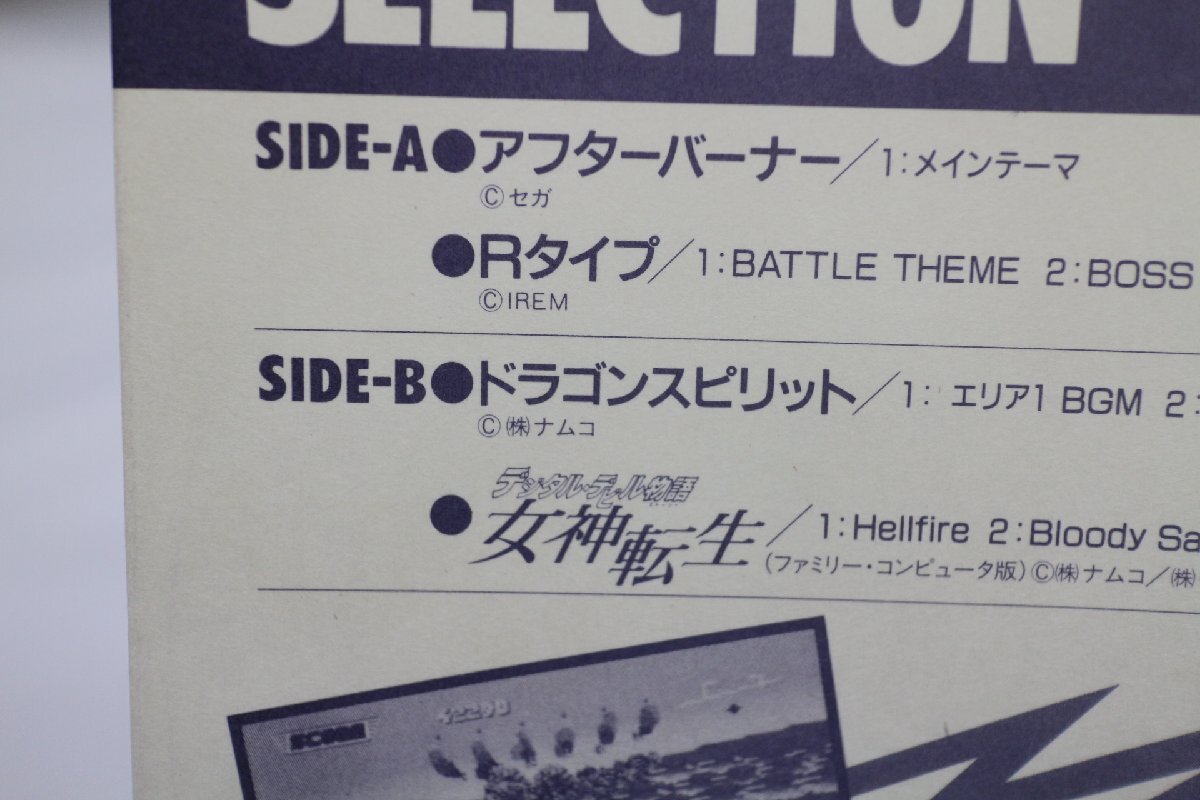 SELECTION
SIDE-A●アフターバーナー/1:メインテーマ
Ⓒセガ
●Rタイプ/1:BATTLE THEME 2:BOSS
ⒸIREM
SIDE-B●ドラゴンスピリット/1: エリア1 BGM 2:
Ⓒ㈱ナムコ
デジタル・デビル物語
●女神転生/1:Hellfire 2:Bloody Sa
(ファミリー・コンピュータ版)Ⓒ㈱ナムコ/㈱